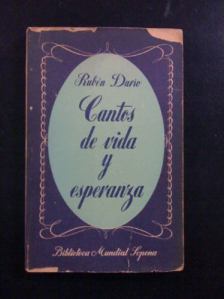 Rubén Darío
Cantos
de vida
y
esperanza
Biblioteca Mundial Sopena